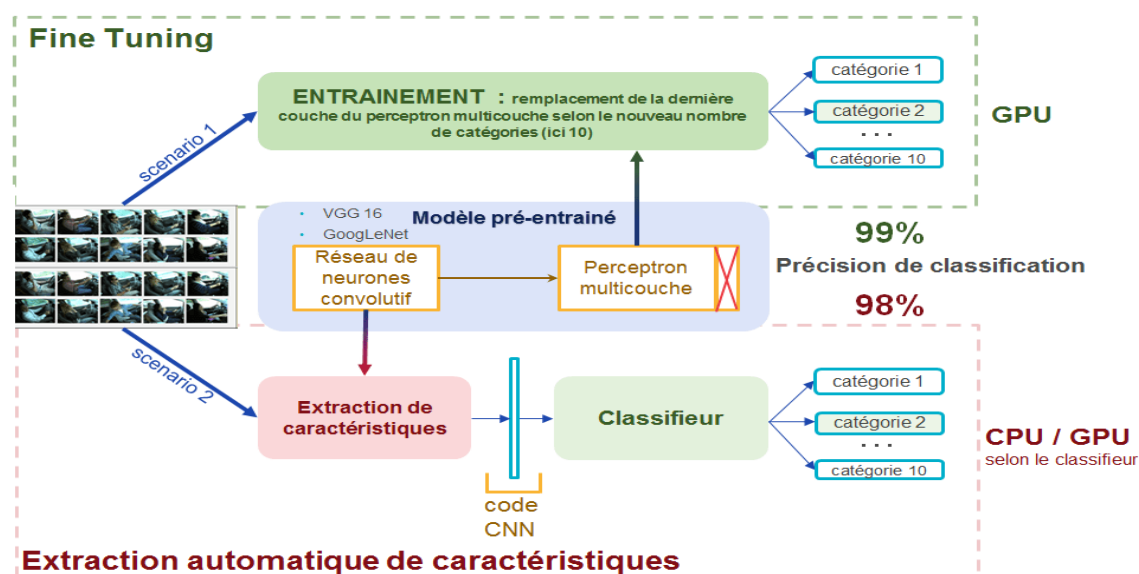 Fine Tuning
scenario 1
ENTRAINEMENT : remplacement de la dernière
couche du perceptron multicouche selon le nouveau nombre
de catégories (ici 10)
catégorie 1
catégorie 2
...
catégorie 10
GPU
VGG 16
GoogLeNet
Modèle pré-entrainé
Réseau de
neurones
convolutif
Perceptron
multicouche
99%
Précision de classification
98%
scenario 2
Extraction de
caractéristiques
code
CNN
Classifieur
catégorie 1
catégorie 2
...
catégorie 10
CPU / GPU
selon le classifieur
Extraction automatique de caractéristiques